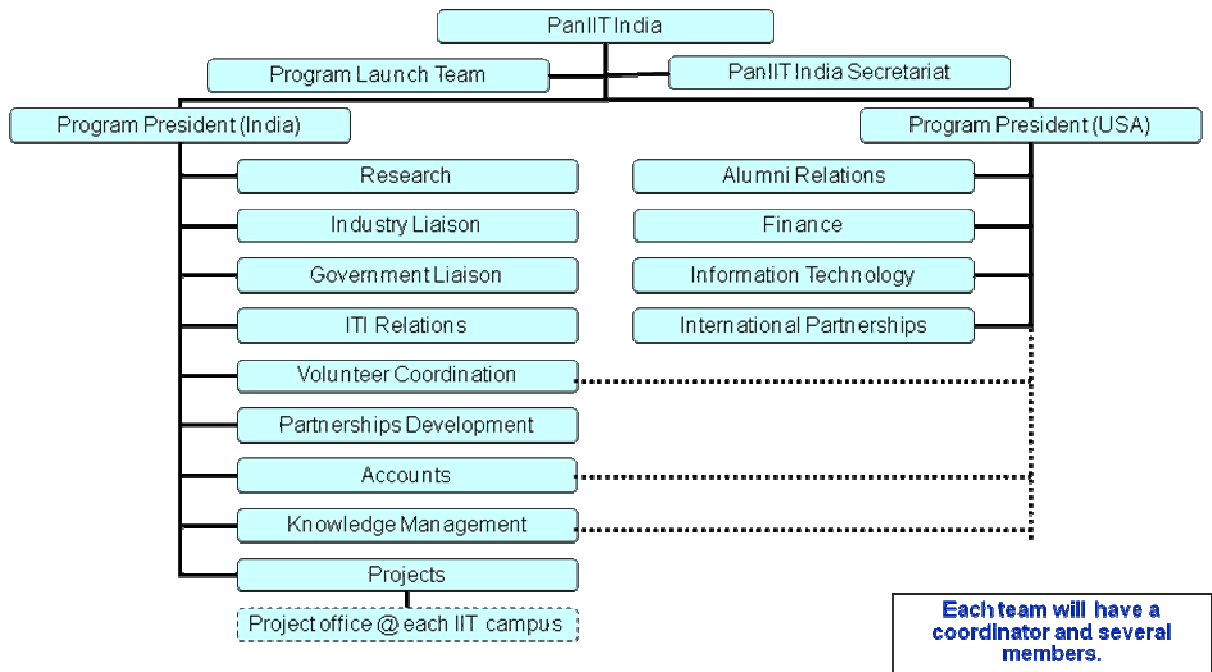 PanIIT India
Program Launch Team
PanIIT India Secretariat
Program President (India)
Program President (USA)
Research
Alumni Relations
Industry Liaison
Finance
Government Liaison
Information Technology
ITI Relations
International Partnerships
Volunteer Coordination
Partnerships Development
Accounts
Knowledge Management
Projects
Project office @ each IIT campus
Each team will have a
coordinator and several
members.